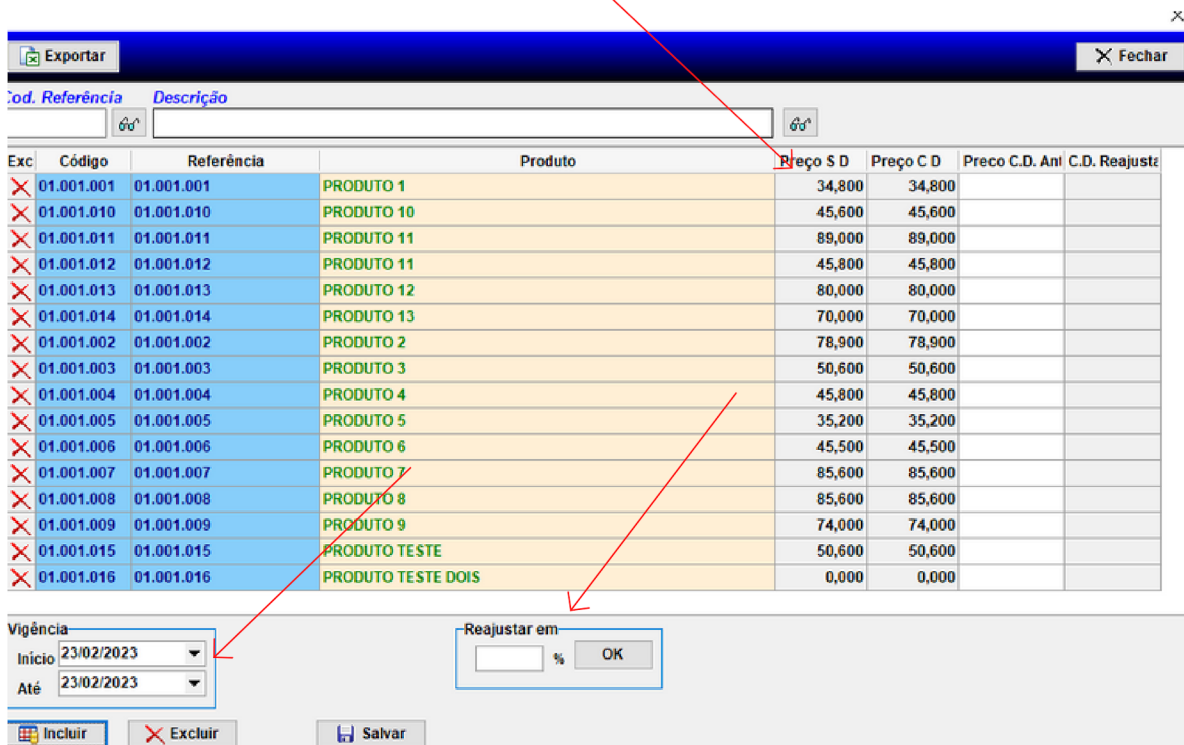 Exportar Fechar
Cod. Referência Descrição
Exc Código Referência Produto Preço S D Preço C D Preco C.D. Ant C.D. Reajusta
01.001.001 01.001.001 PRODUTO 1 34,800 34,800
01.001.010 01.001.010 PRODUTO 10 45,600 45,600
01.001.011 01.001.011 PRODUTO 11 89,000 89,000
01.001.012 01.001.012 PRODUTO 11 45,800 45,800
01.001.013 01.001.013 PRODUTO 12 80,000 80,000
01.001.014 01.001.014 PRODUTO 13 70,000 70,000
01.001.002 01.001.002 PRODUTO 2 78,900 78,900
01.001.003 01.001.003 PRODUTO 3 50,600 50,600
01.001.004 01.001.004 PRODUTO 4 45,800 45,800
01.001.005 01.001.005 PRODUTO 5 35,200 35,200
01.001.006 01.001.006 PRODUTO 6 45,500 45,500
01.001.007 01.001.007 PRODUTO 7 85,600 85,600
01.001.008 01.001.008 PRODUTO 8 85,600 85,600
01.001.009 01.001.009 PRODUTO 9 74,000 74,000
01.001.015 01.001.015 PRODUTO TESTE 50,600 50,600
01.001.016 01.001.016 PRODUTO TESTE DOIS 0,000 0,000
Vigência Reajustar em
Início 23/02/2023 % OK
Até 23/02/2023
Incluir Excluir Salvar